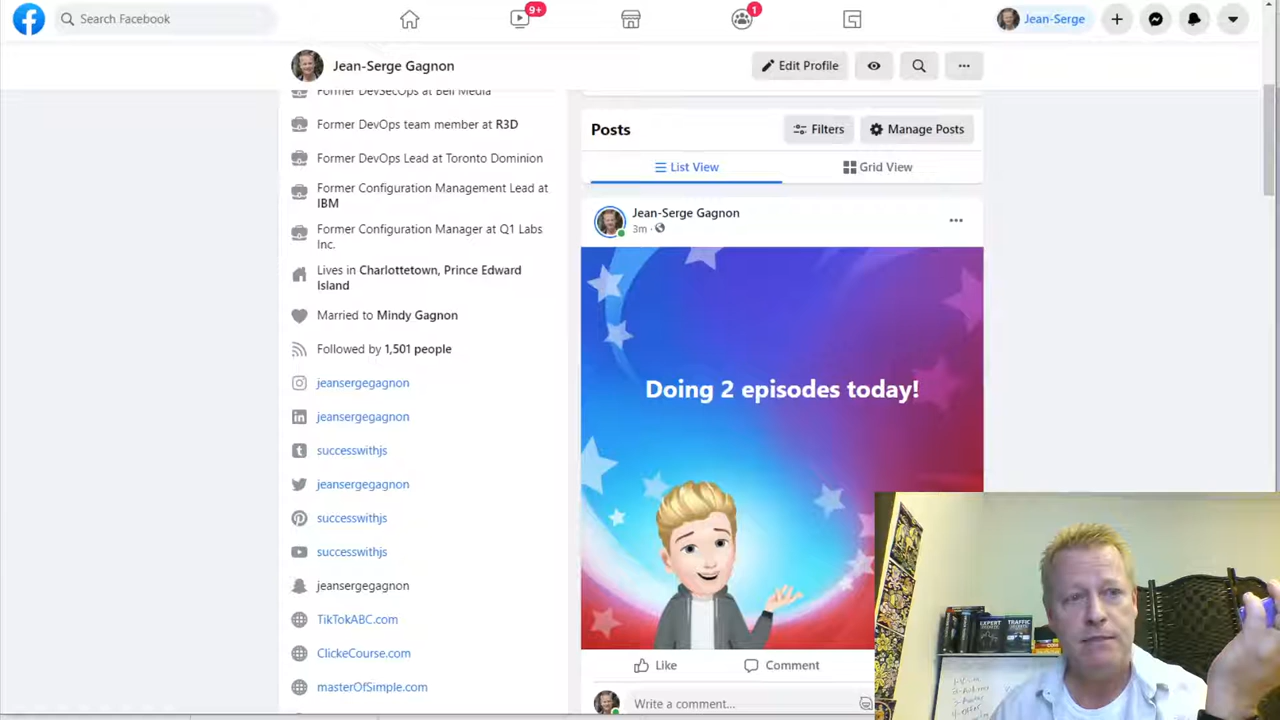 Search Facebook
9+
1
Jean-Serge
Jean-Serge Gagnon
Edit Profile
Former DevSecOps at Bell Media
Former DevOps team member at R3D
Former DevOps Lead at Toronto Dominion
Former Configuration Management Lead at
IBM
Former Configuration Manager at Q1 Labs
Inc.
Lives in Charlottetown, Prince Edward
Island
Married to Mindy Gagnon
Followed by 1,501 people
jeansergegagnon
jeansergegagnon
successwithjs
jeansergegagnon
successwithjs
successwithjs
jeansergegagnon
TikTokABC.com
ClickeCourse.com
masterOfSimple.com
Posts
Filters
Manage Posts
List View
Grid View
Jean-Serge Gagnon
3m ·
Doing 2 episodes today!
Like
Comment
Write a comment...
EXPERT
TRAFFIC